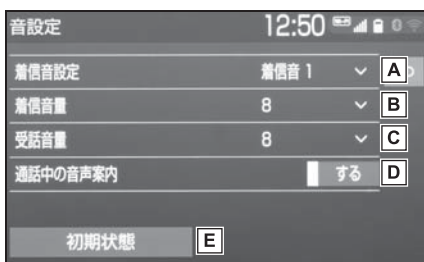 音設定 12:50
着信音設定 着信音 1 A
着信音量 8 B
受話音量 8 C
通話中の音声案内 する D
初期状態 E